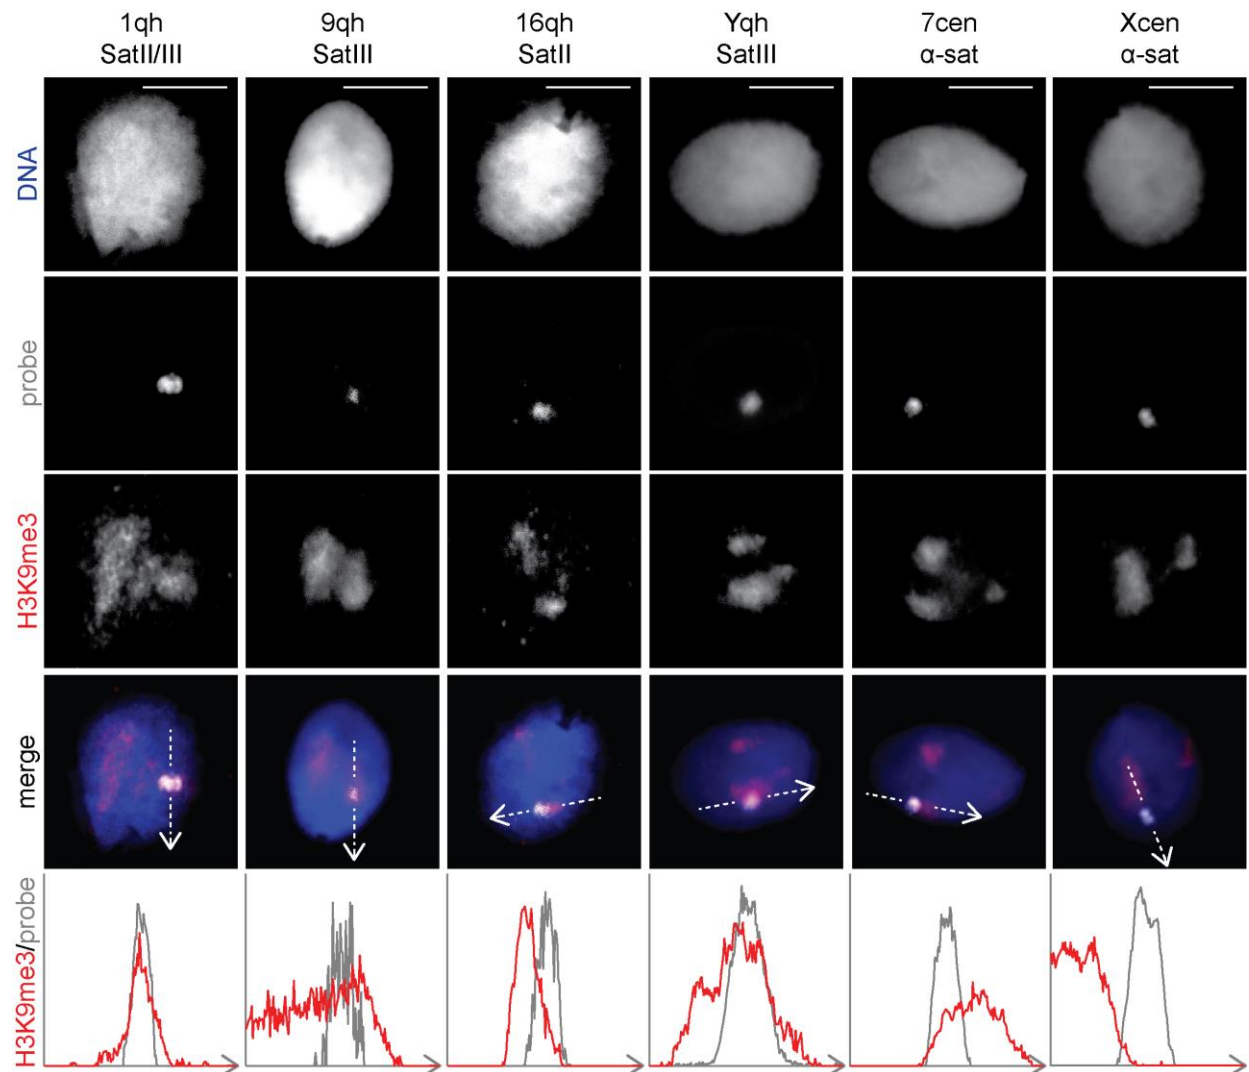 1qh 9qh 16qh Yqh 7cen Xcen
SatII/III SatIII SatII SatIII α-sat α-sat
DNA
probe
H3K9me3
merge
H3K9me3/probe